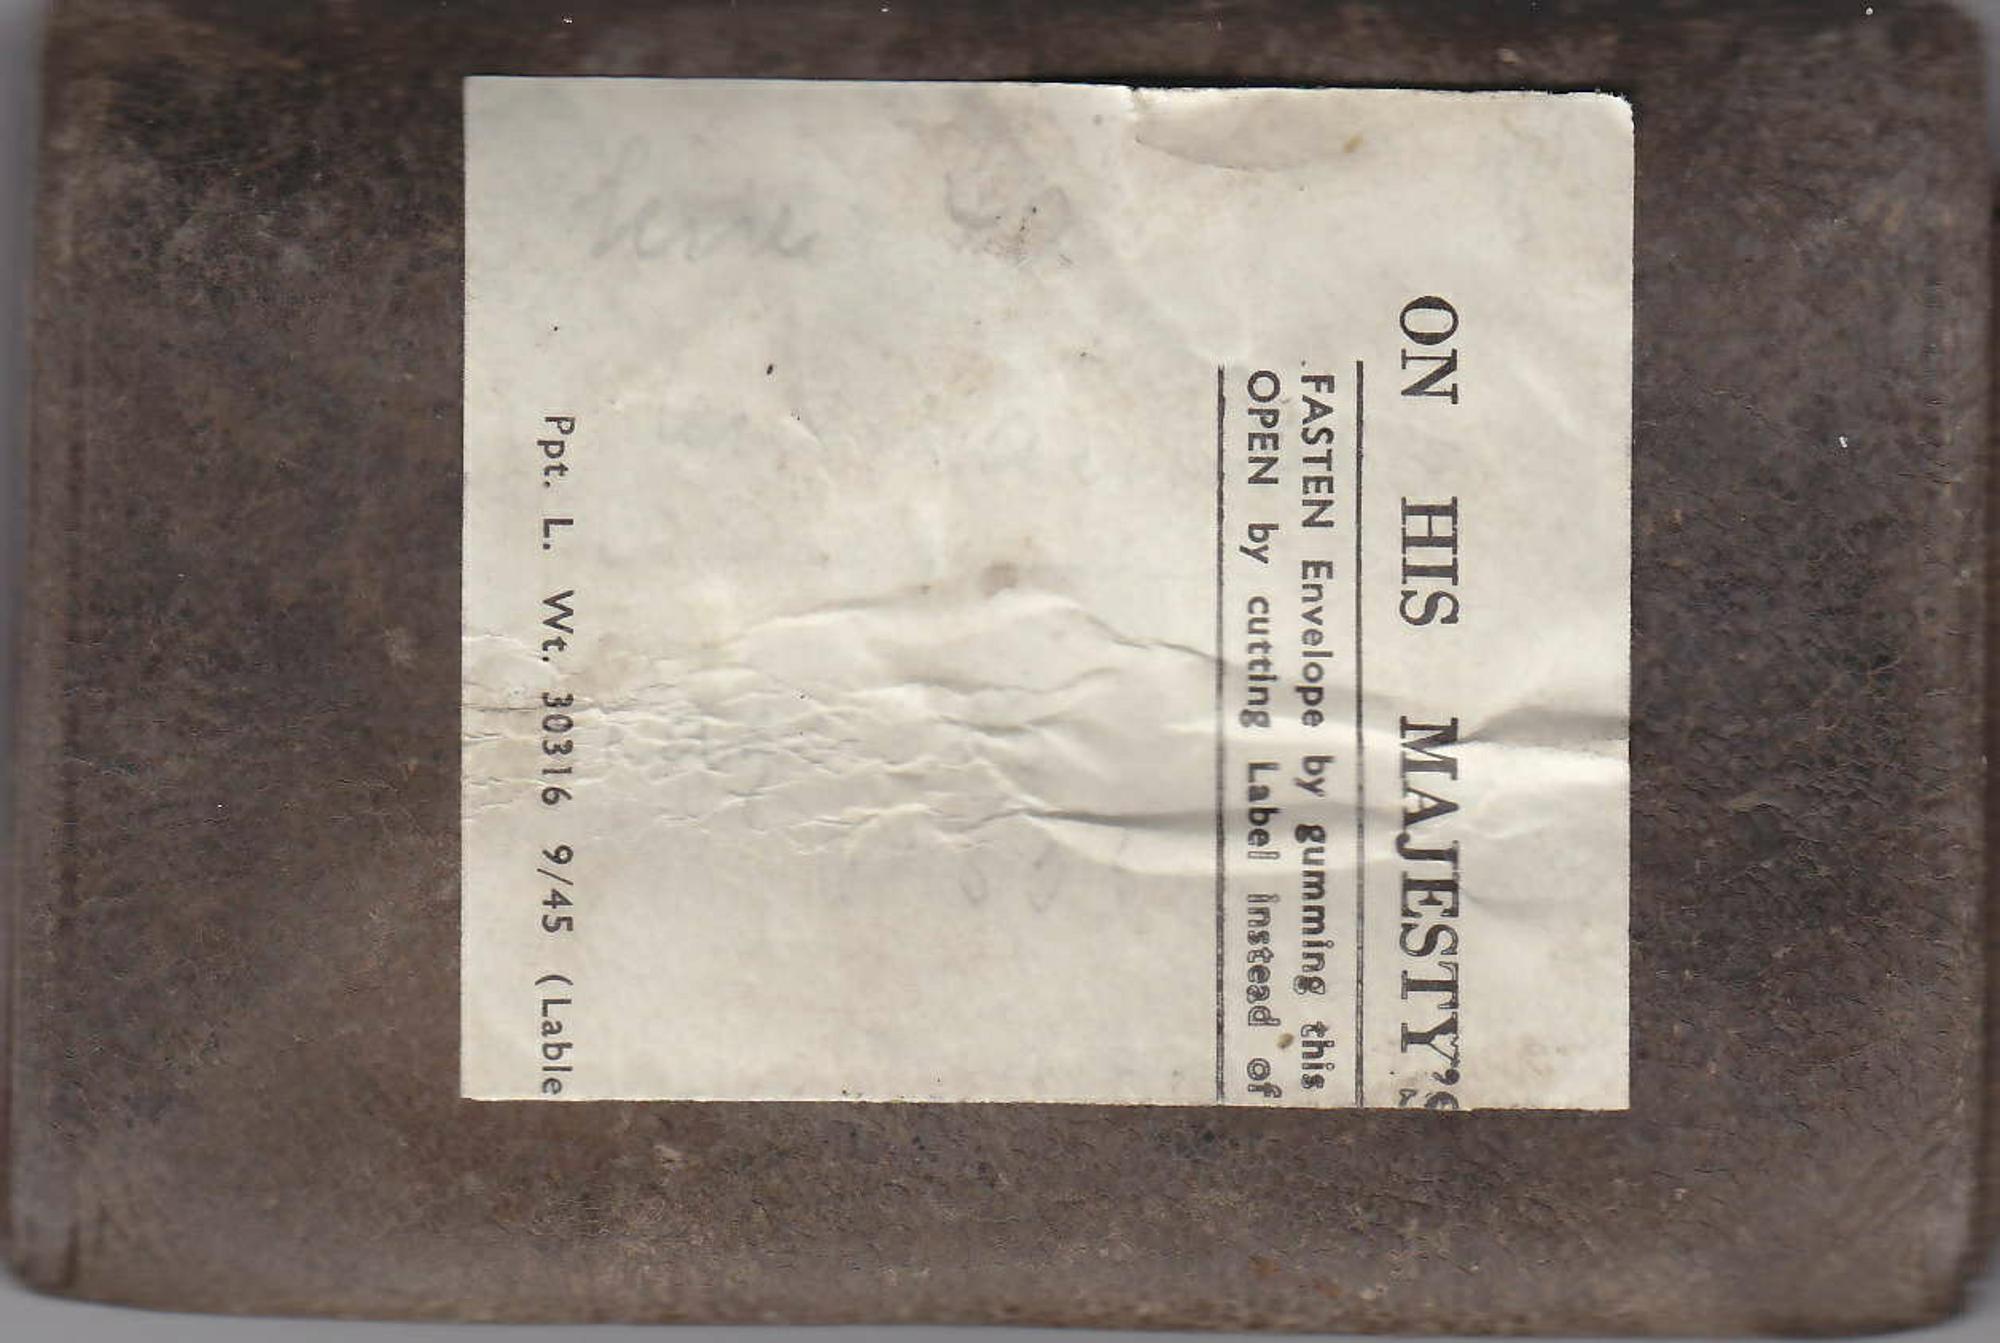 ON HIS MAJESTY'S
FASTEN Envelope by gumming this
OPEN by cutting Label instead of
Ppt. L. Wt. 30316 9/45 (Lable